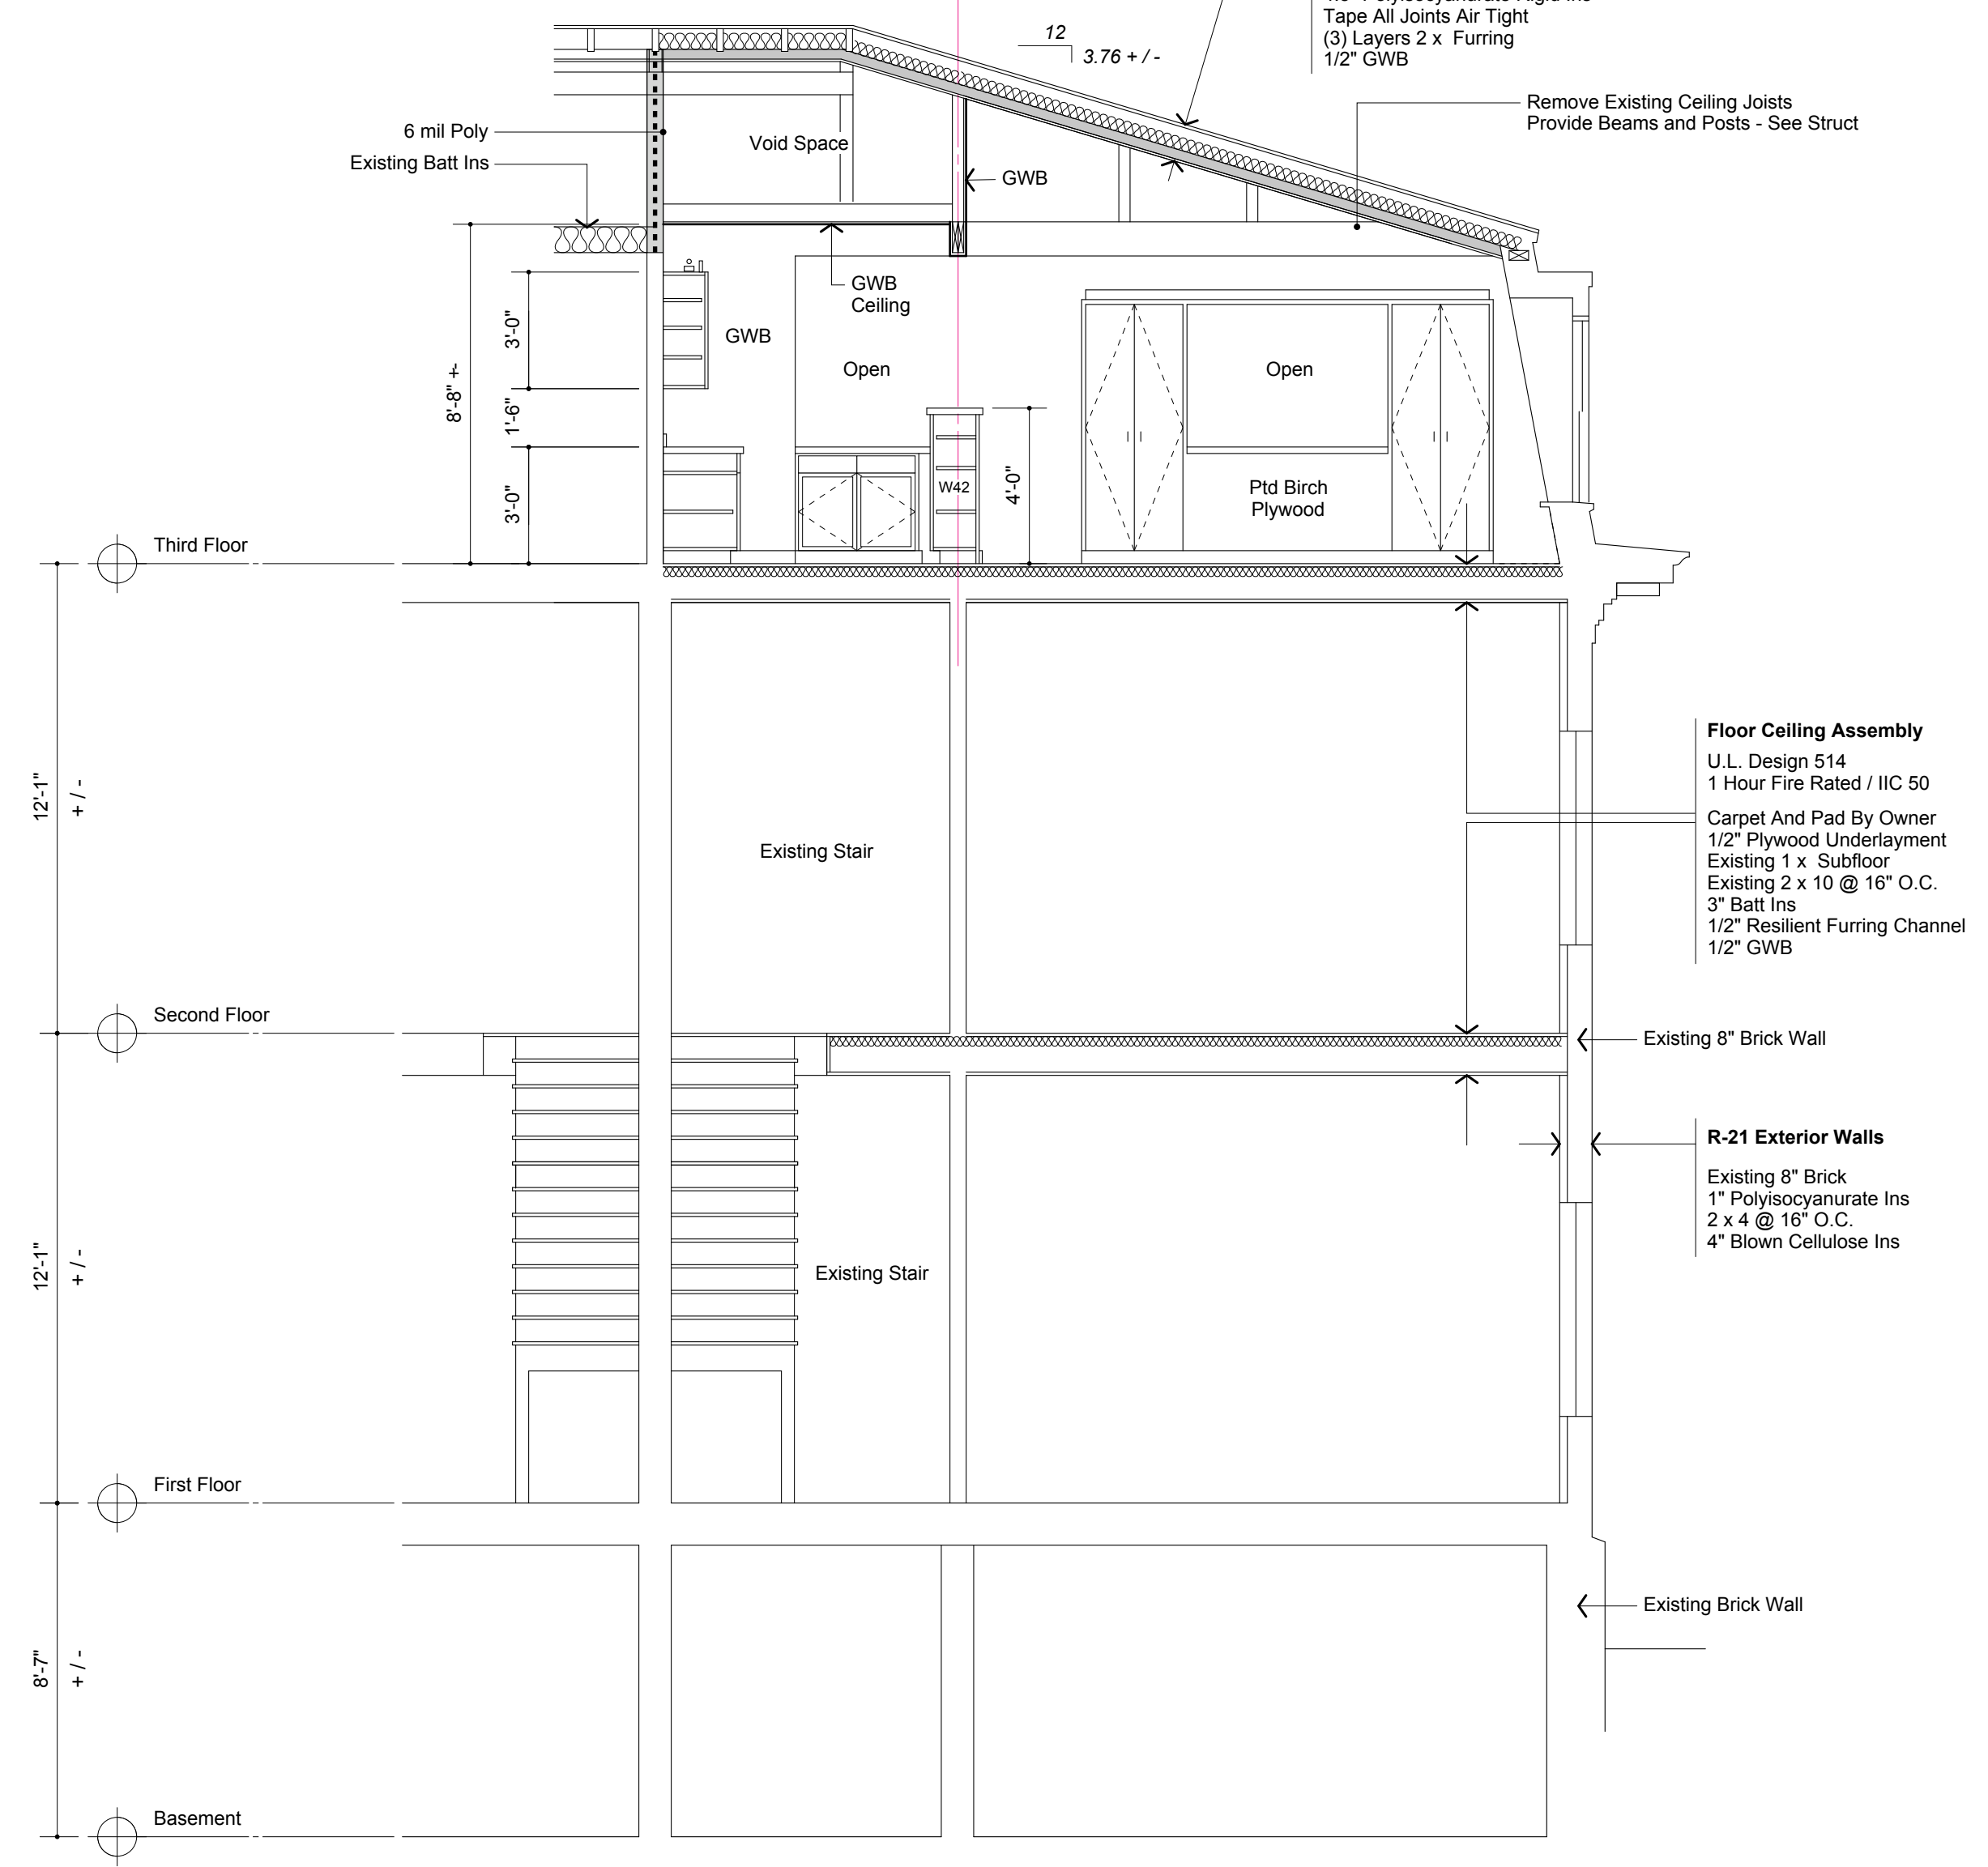 Tape All Joints Air Tight
(3) Layers 2 x  Furring
1/2" GWB
12
3.76 + / -
Remove Existing Ceiling Joists
Provide Beams and Posts - See Struct
6 mil Poly
Existing Batt Ins
Void Space
GWB
GWB
Ceiling
GWB
Open
Open
3'-0"
8'-8" +-
1'-6"
3'-0"
4'-0"
W42
Ptd Birch
Plywood
Third Floor
12'-1"
+ / -
Existing Stair
Floor Ceiling Assembly
U.L. Design 514
1 Hour Fire Rated / IIC 50
Carpet And Pad By Owner
1/2" Plywood Underlayment
Existing 1 x  Subfloor
Existing 2 x 10 @ 16" O.C.
3" Batt Ins
1/2" Resilient Furring Channel
1/2" GWB
Second Floor
Existing 8" Brick Wall
12'-1"
+ / -
Existing Stair
R-21 Exterior Walls
Existing 8" Brick
1" Polyisocyanurate Ins
2 x 4 @ 16" O.C.
4" Blown Cellulose Ins
First Floor
8'-7"
+ / -
Existing Brick Wall
Basement